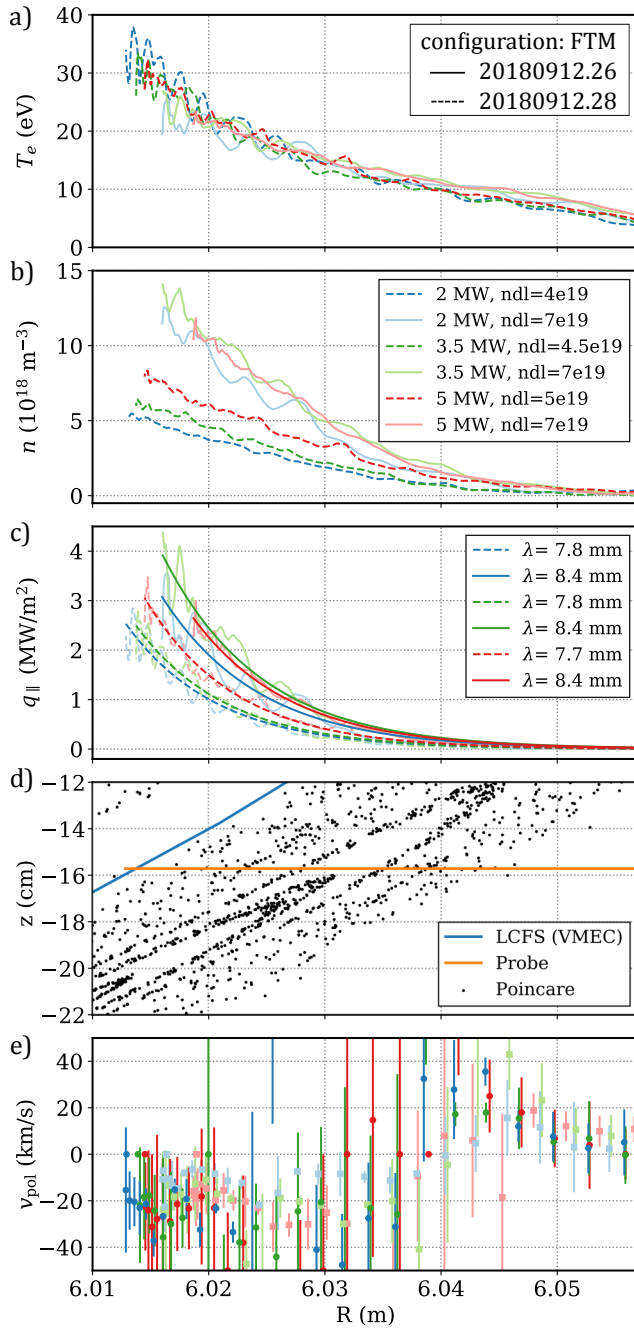 a)
configuration: FTM
20180912.26
20180912.28
40
30
20
10
0
T_e (eV)
b)
15
10
5
0
n (10^18 m^−3)
2 MW, ndl=4e19
2 MW, ndl=7e19
3.5 MW, ndl=4.5e19
3.5 MW, ndl=7e19
5 MW, ndl=5e19
5 MW, ndl=7e19
c)
4
3
2
1
0
q_∥ (MW/m²)
λ= 7.8 mm
λ= 8.4 mm
λ= 7.8 mm
λ= 8.4 mm
λ= 7.7 mm
λ= 8.4 mm
d)
−12
−14
−16
−18
−20
−22
z (cm)
LCFS (VMEC)
Probe
Poincare
e)
40
20
0
−20
−40
v_pol (km/s)
6.01
6.02
6.03
6.04
6.05
R (m)